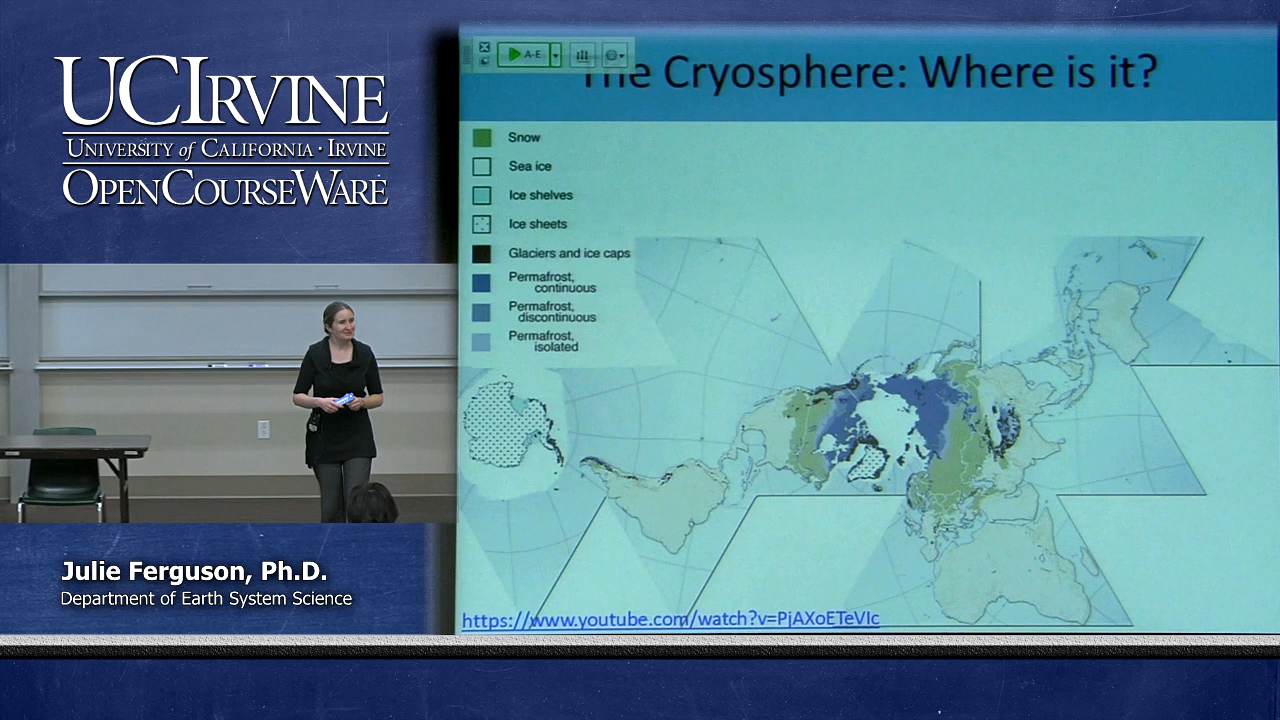 UCIRVINE
UNIVERSITY of CALIFORNIA · IRVINE
OPENCOURSEWARE
Julie Ferguson, Ph.D.
Department of Earth System Science
A-E
The Cryosphere: Where is it?
Snow
Sea ice
Ice shelves
Ice sheets
Glaciers and ice caps
Permafrost,
continuous
Permafrost,
discontinuous
Permafrost,
isolated
https://www.youtube.com/watch?v=PjAXoETeVIc